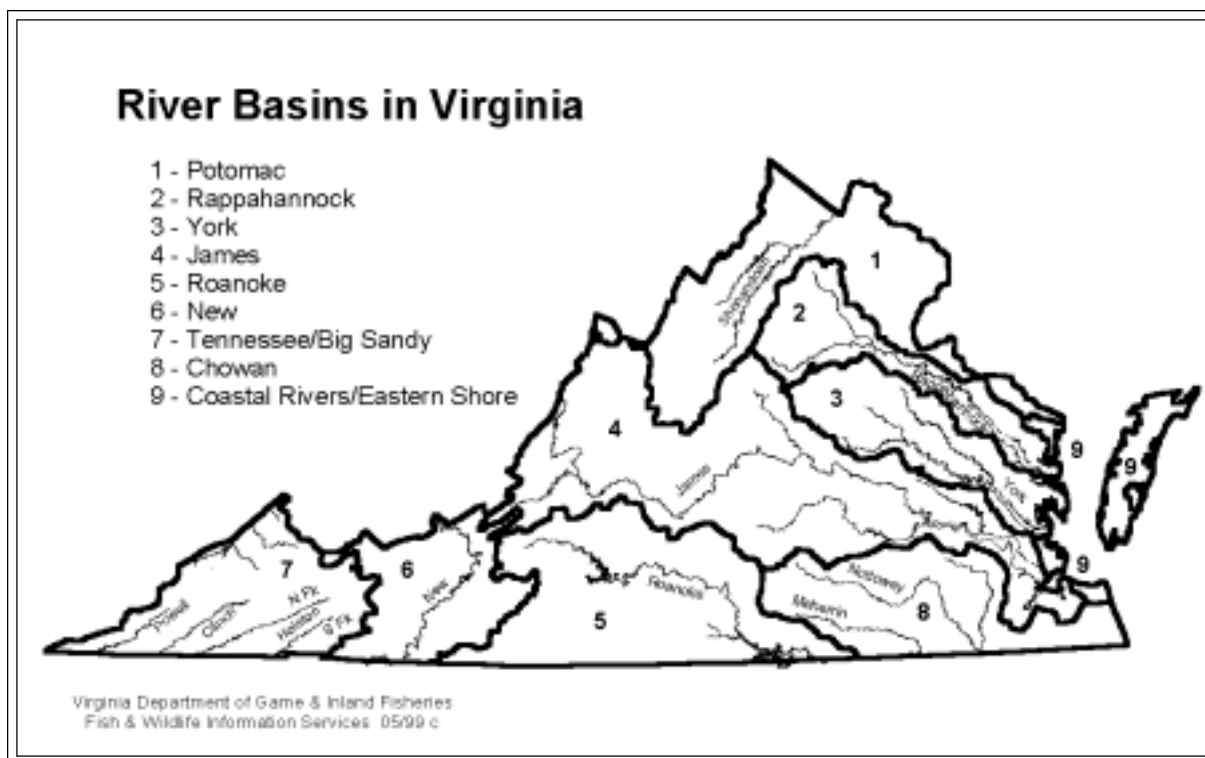 River Basins in Virginia
1 - Potomac
2 - Rappahannock
3 - York
4 - James
5 - Roanoke
6 - New
7 - Tennessee/Big Sandy
8 - Chowan
9 - Coastal Rivers/Eastern Shore
1
Shenandoah
2
3
4
9
9
York
James
9
7
6
New
Roanoke
5
Nottoway
Meherrin
8
Powell
Clinch
N Fk
Holston
S Fk
Virginia Department of Game & Inland Fisheries
Fish & Wildlife Information Services 05/99 c